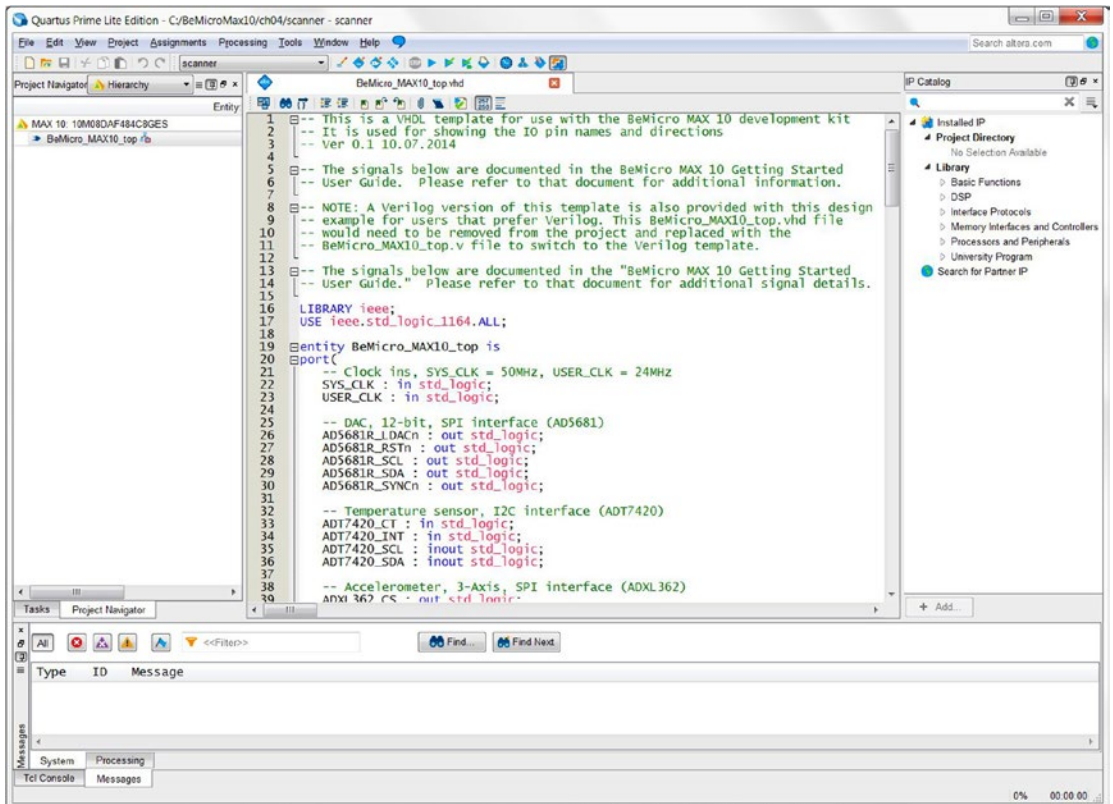 Quartus Prime Lite Edition - C:/BeMicroMax10/ch04/scanner - scanner
File Edit View Project Assignments Processing Tools Window Help
Search altera.com
scanner
Project Navigator Hierarchy
Entity
MAX 10: 10M08DAF484C8GES
BeMicro_MAX10_top
BeMicro_MAX10_top.vhd
1 -- This is a VHDL template for use with the BeMicro MAX 10 development kit
2 -- It is used for showing the IO pin names and directions
3 -- Ver 0.1 10.07.2014
4
5 -- The signals below are documented in the BeMicro MAX 10 Getting Started
6 -- User Guide.  Please refer to that document for additional information.
7
8 -- NOTE: A Verilog version of this template is also provided with this design
9 -- example for users that prefer Verilog. This BeMicro_MAX10_top.vhd file
10 -- would need to be removed from the project and replaced with the
11 -- BeMicro_MAX10_top.v file to switch to the Verilog template.
12
13 -- The signals below are documented in the "BeMicro MAX 10 Getting Started
14 -- User Guide."  Please refer to that document for additional signal details.
15
16 LIBRARY ieee;
17 USE ieee.std_logic_1164.ALL;
18
19 entity BeMicro_MAX10_top is
20 port(
21 -- Clock ins, SYS_CLK = 50MHz, USER_CLK = 24MHz
22 SYS_CLK : in std_logic;
23 USER_CLK : in std_logic;
24
25 -- DAC, 12-bit, SPI interface (AD5681)
26 AD5681R_LDACn : out std_logic;
27 AD5681R_RSTn : out std_logic;
28 AD5681R_SCL : out std_logic;
29 AD5681R_SDA : out std_logic;
30 AD5681R_SYNCn : out std_logic;
31
32 -- Temperature sensor, I2C interface (ADT7420)
33 ADT7420_CT : in std_logic;
34 ADT7420_INT : in std_logic;
35 ADT7420_SCL : inout std_logic;
36 ADT7420_SDA : inout std_logic;
37
38 -- Accelerometer, 3-Axis, SPI interface (ADXL362)
39 ADXL362_CS : out std_logic;
IP Catalog
Installed IP
Project Directory
No Selection Available
Library
Basic Functions
DSP
Interface Protocols
Memory Interfaces and Controllers
Processors and Peripherals
University Program
Search for Partner IP
+ Add...
Tasks Project Navigator
All <<Filter>> Find... Find Next
Type ID Message
Messages
System Processing
Tcl Console Messages
0% 00:00:00